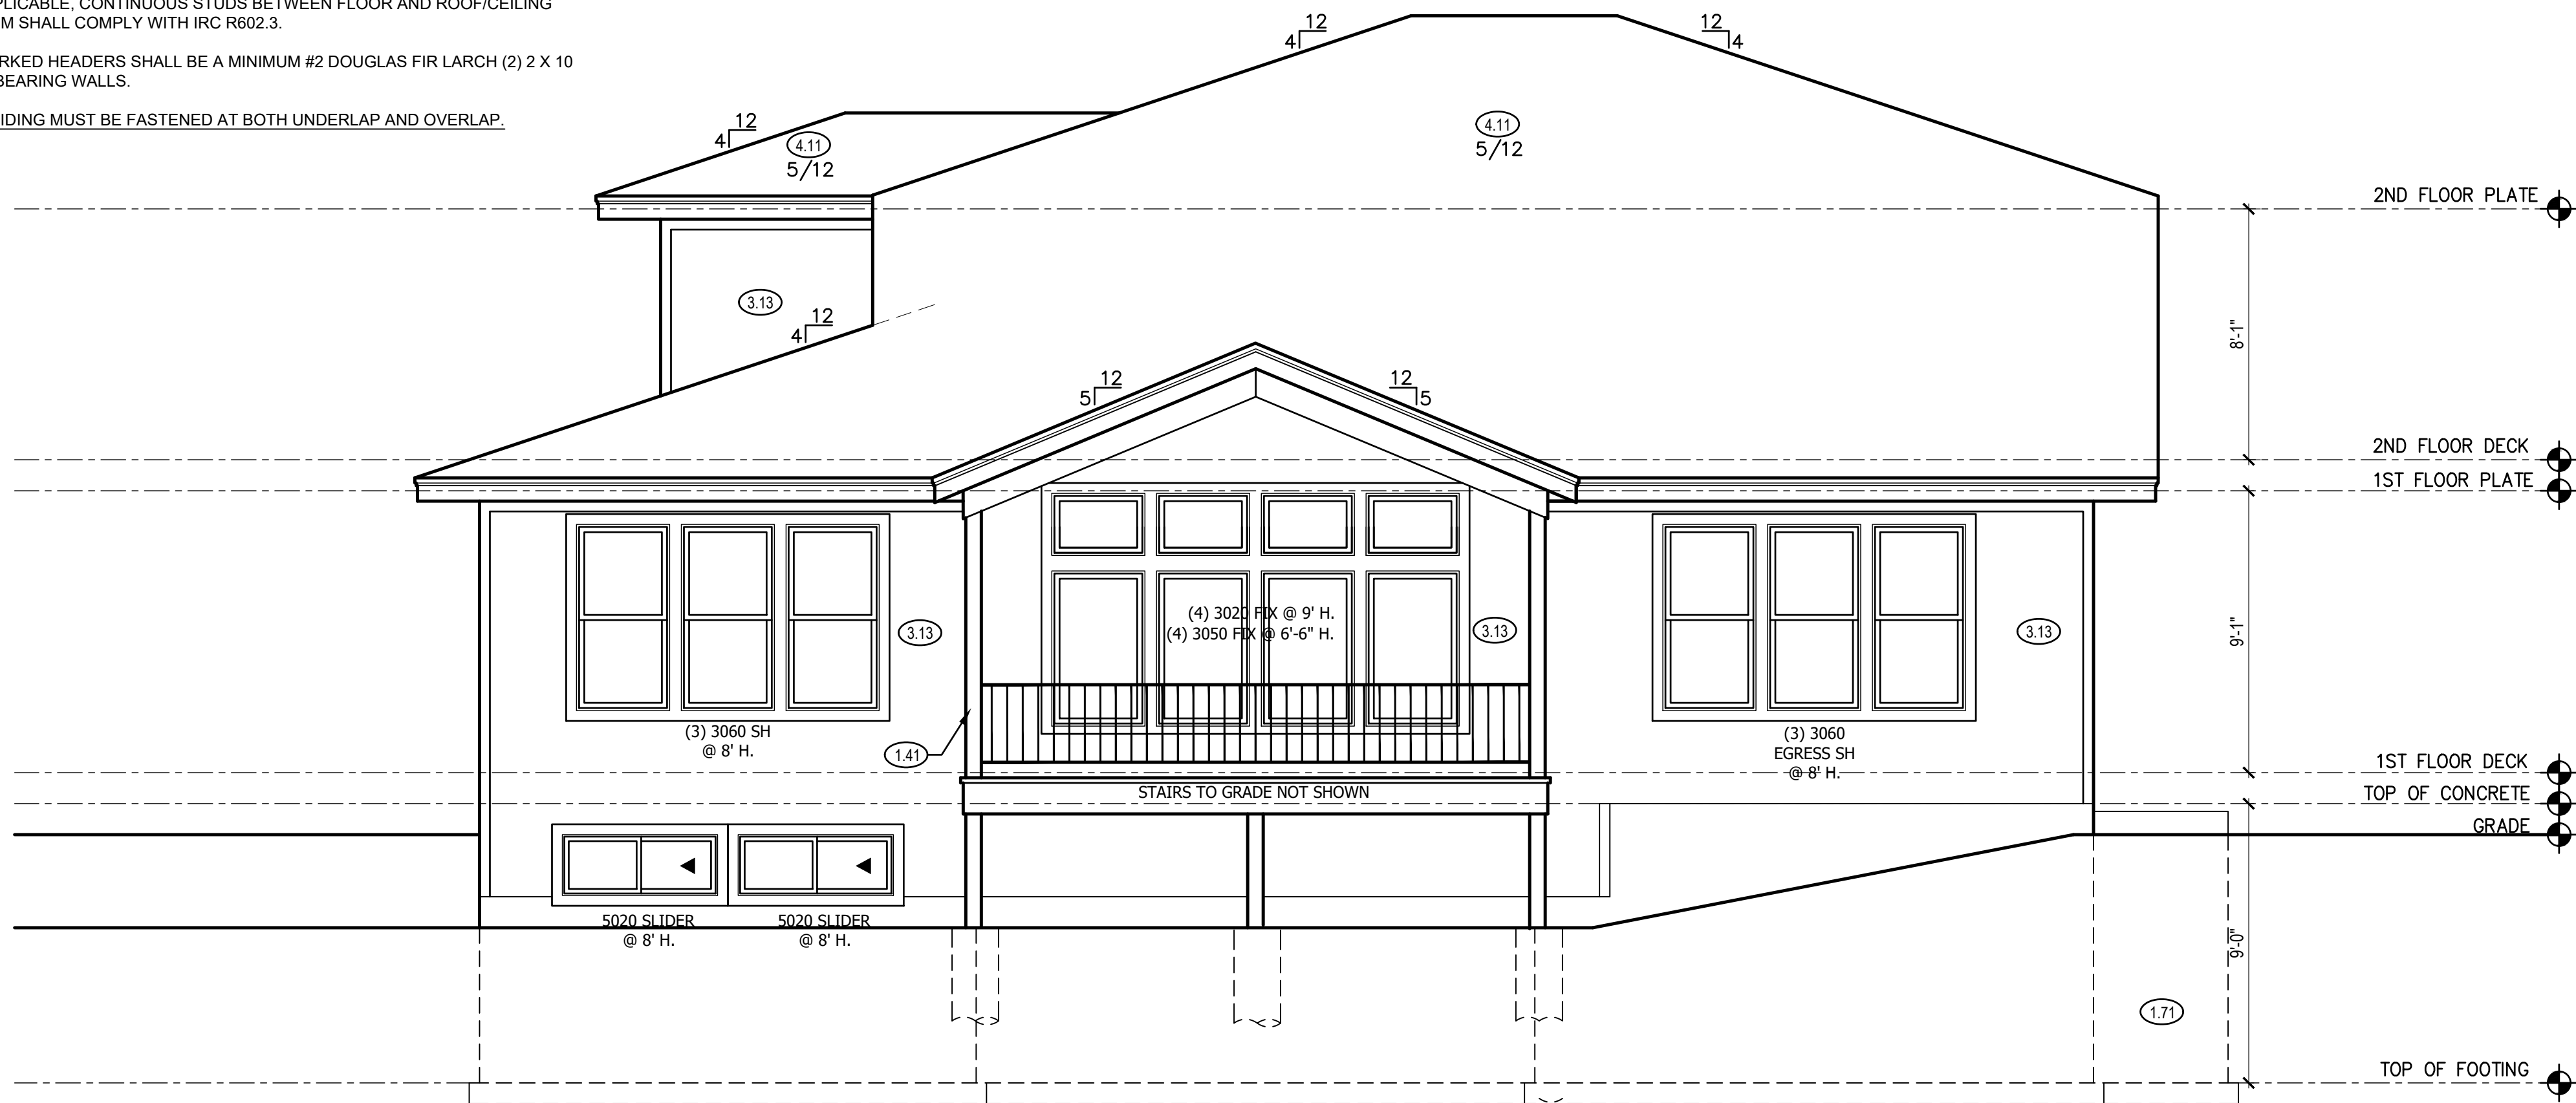 CONTINUOUS STUDS BETWEEN FLOOR AND ROOF/CEILING
SHALL COMPLY WITH IRC R602.3.
HEADERS SHALL BE A MINIMUM #2 DOUGLAS FIR LARCH (2) 2 X 10
BEARING WALLS.
MUST BE FASTENED AT BOTH UNDERLAP AND OVERLAP.
12
4
12
4
12
4
4.11
5/12
4.11
5/12
2ND FLOOR PLATE
3.13
12
4
8'-1"
12
5
12
5
2ND FLOOR DECK
1ST FLOOR PLATE
(4) 3020 FIX @ 9' H.
(4) 3050 FIX @ 6'-6" H.
3.13
3.13
3.13
9'-1"
(3) 3060 SH
@ 8' H.
1.41
(3) 3060
EGRESS SH
@ 8' H.
1ST FLOOR DECK
STAIRS TO GRADE NOT SHOWN
TOP OF CONCRETE
GRADE
5020 SLIDER
@ 8' H.
5020 SLIDER
@ 8' H.
9'-0"
1.71
TOP OF FOOTING